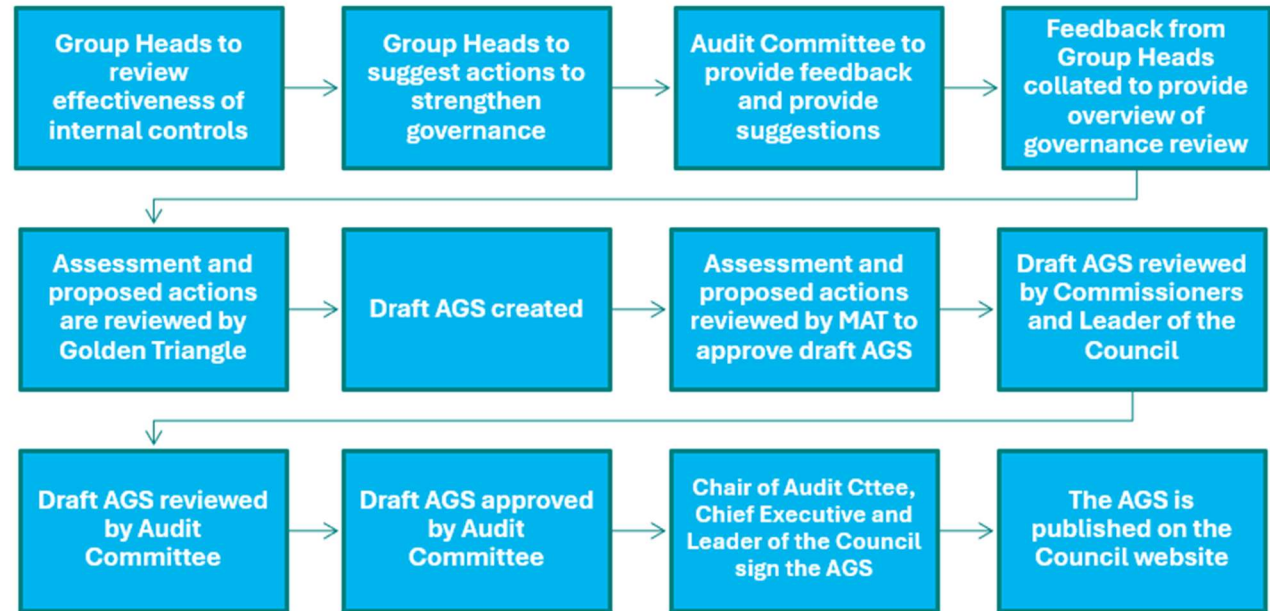 Group Heads to
review
effectiveness of
internal controls
Group Heads to
suggest actions to
strengthen
governance
Audit Committee to
provide feedback
and provide
suggestions
Feedback from
Group Heads
collated to provide
overview of
governance review
Assessment and
proposed actions
are reviewed by
Golden Triangle
Draft AGS created
Assessment and
proposed actions
reviewed by MAT to
approve draft AGS
Draft AGS reviewed
by Commissioners
and Leader of the
Council
Draft AGS reviewed
by Audit
Committee
Draft AGS approved
by Audit
Committee
Chair of Audit Cttee,
Chief Executive and
Leader of the Council
sign the AGS
The AGS is
published on the
Council website